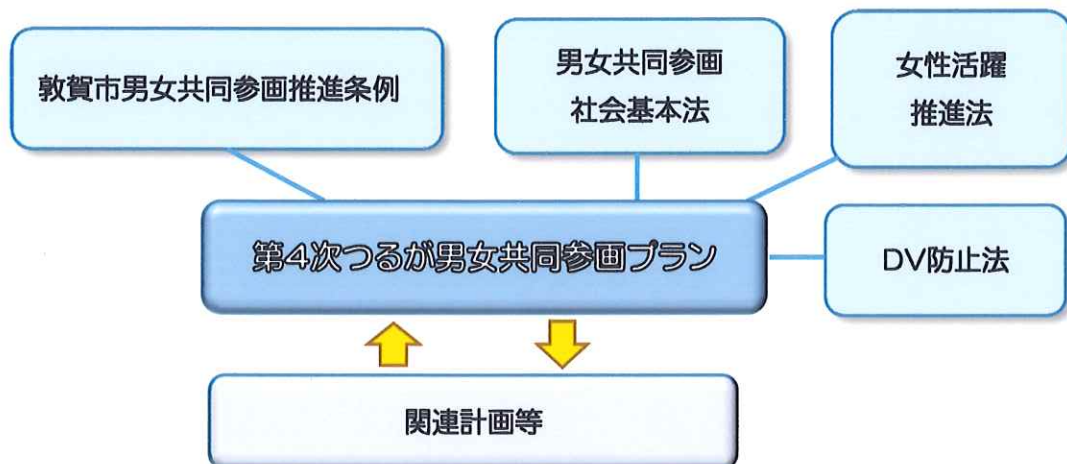 敦賀市男女共同参画推進条例
男女共同参画
社会基本法
女性活躍
推進法
第4次つるが男女共同参画プラン
DV防止法
関連計画等